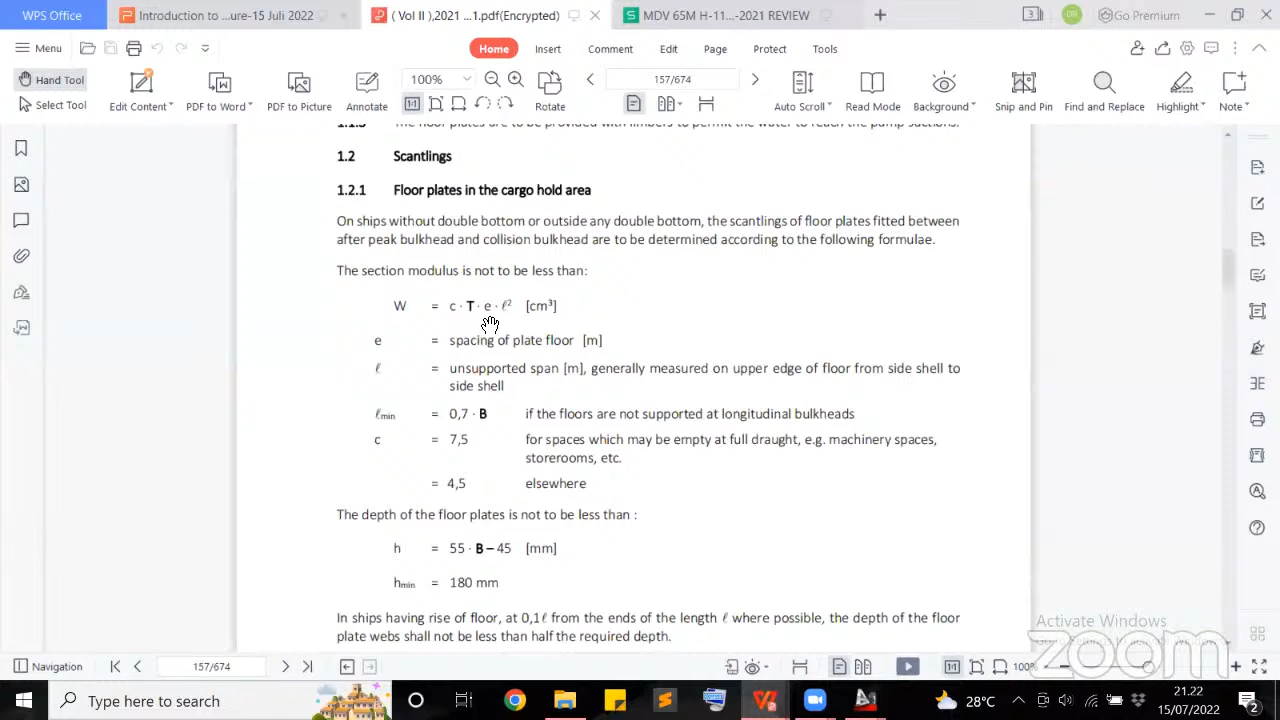 WPS Office
Introduction to ...ure-15 Juli 2022
( Vol II ),2021 ...1.pdf(Encrypted)
MDV 65M H-11...-2021 REVIEW
Go Premium
Menu
Home
Insert
Comment
Edit
Page
Protect
Tools
Hand Tool
Select Tool
Edit Content
PDF to Word
PDF to Picture
Annotate
100%
Rotate
157/674
Auto Scroll
Read Mode
Background
Snip and Pin
Find and Replace
Highlight
Note
1.1.3 The floor plates are to be provided with limbers to permit the water to reach the pump suctions.
1.2 Scantlings
1.2.1 Floor plates in the cargo hold area
On ships without double bottom or outside any double bottom, the scantlings of floor plates fitted between
after peak bulkhead and collision bulkhead are to be determined according to the following formulae.
The section modulus is not to be less than:
W = c · T · e · ℓ² [cm³]
e = spacing of plate floor [m]
ℓ = unsupported span [m], generally measured on upper edge of floor from side shell to
side shell
ℓmin = 0,7 · B if the floors are not supported at longitudinal bulkheads
c = 7,5 for spaces which may be empty at full draught, e.g. machinery spaces,
storerooms, etc.
= 4,5 elsewhere
The depth of the floor plates is not to be less than :
h = 55 · B – 45 [mm]
hmin = 180 mm
In ships having rise of floor, at 0,1ℓ from the ends of the length ℓ where possible, the depth of the floor
plate webs shall not be less than half the required depth.
Activate Windows
zoom
Navigation
157/674
100%
Type here to search
28°C
21.22
15/07/2022
2